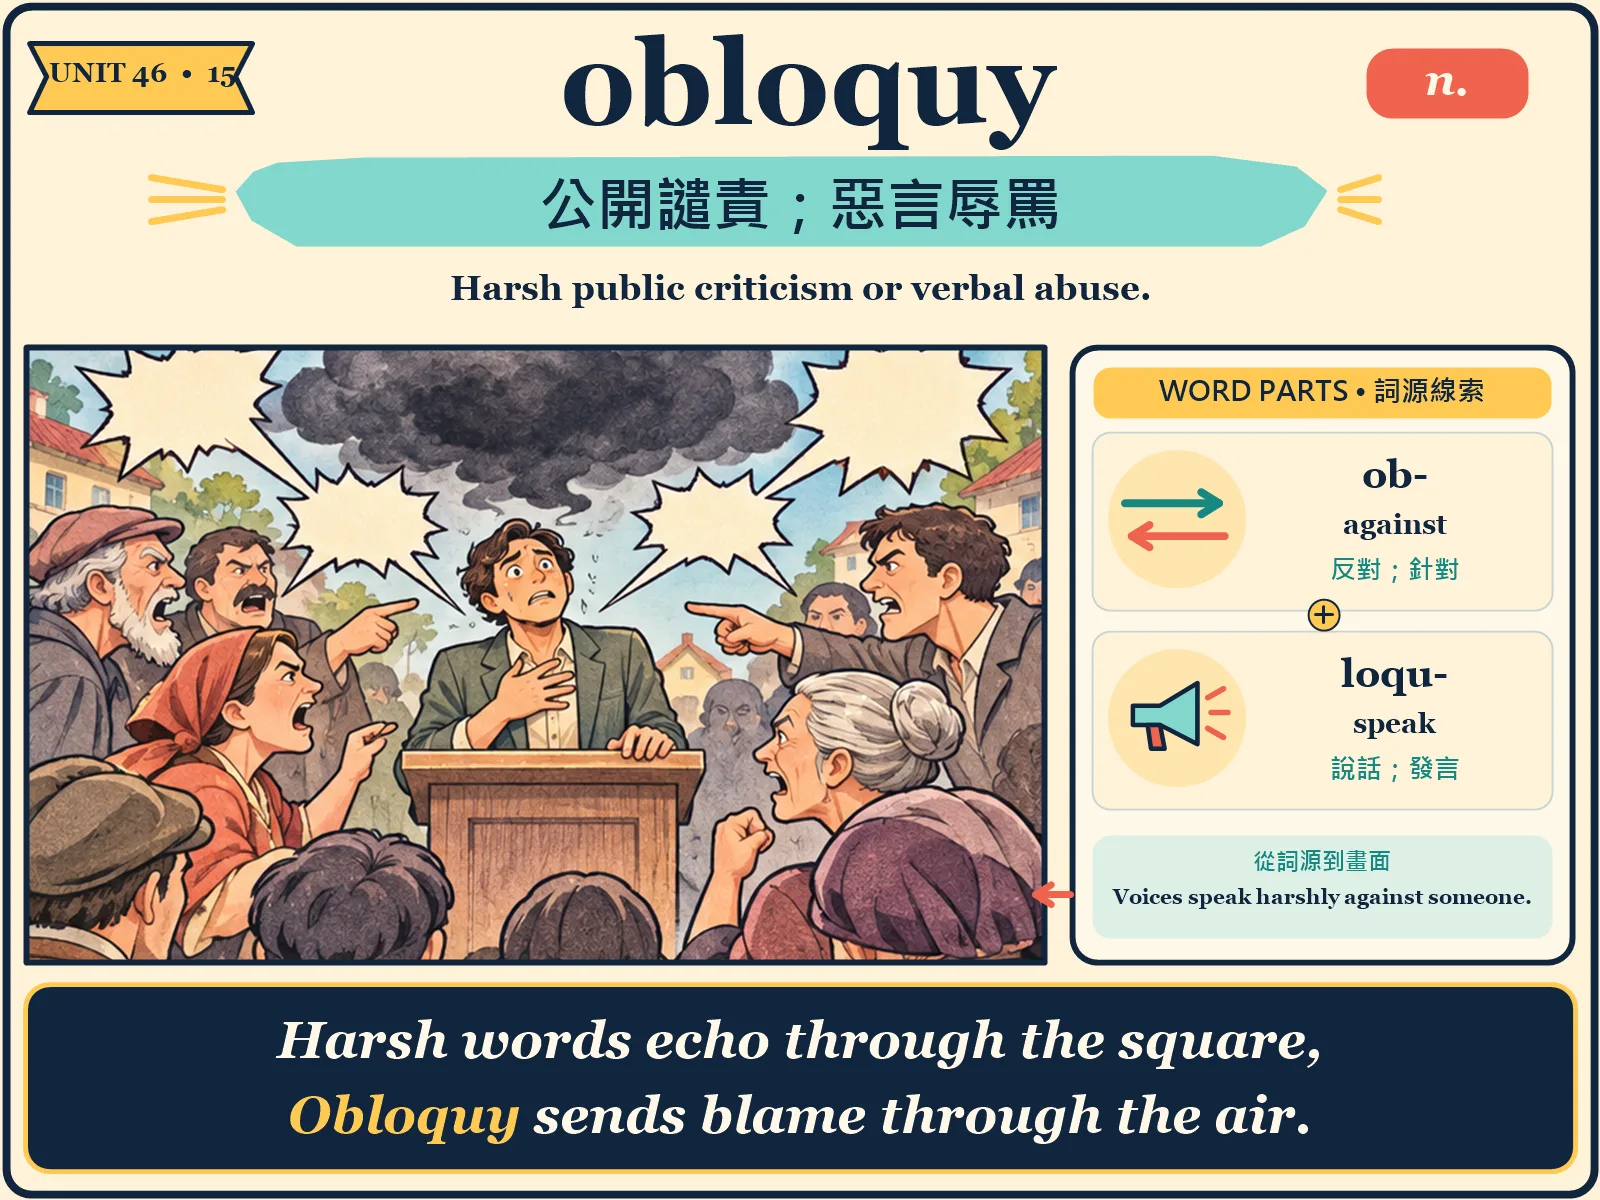 UNIT 46 • 15
obloquy
n.
公開譴責；惡言辱罵
Harsh public criticism or verbal abuse.
WORD PARTS • 詞源線索
ob-
against
反對；針對
loqu-
speak
說話；發言
從詞源到畫面
Voices speak harshly against someone.
Harsh words echo through the square,
Obloquy sends blame through the air.